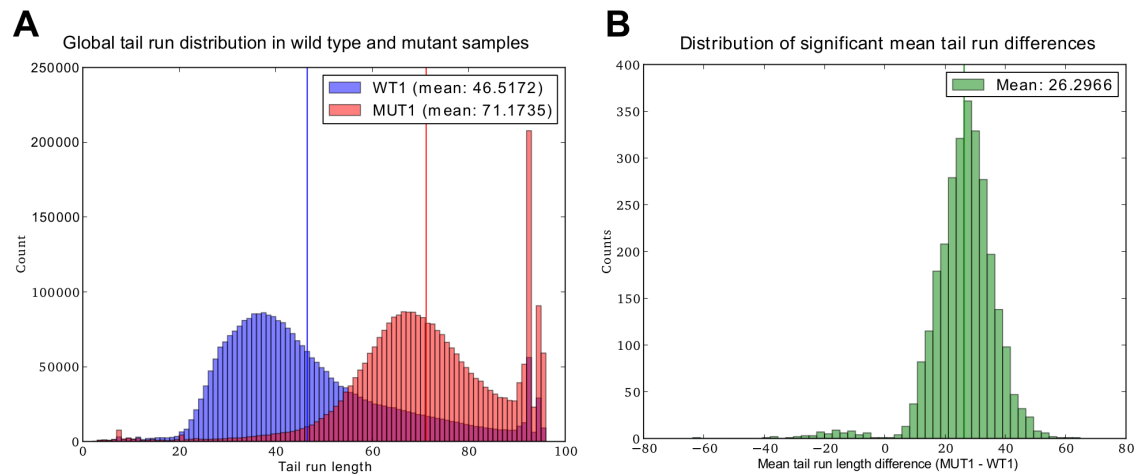 A
Global tail run distribution in wild type and mutant samples
250000
200000
150000
100000
50000
0
Count
WT1 (mean: 46.5172)
MUT1 (mean: 71.1735)
0 20 40 60 80 100
Tail run length
B
Distribution of significant mean tail run differences
400
350
300
250
200
150
100
50
0
Counts
Mean: 26.2966
−80 −60 −40 −20 0 20 40 60 80
Mean tail run length difference (MUT1 - WT1)